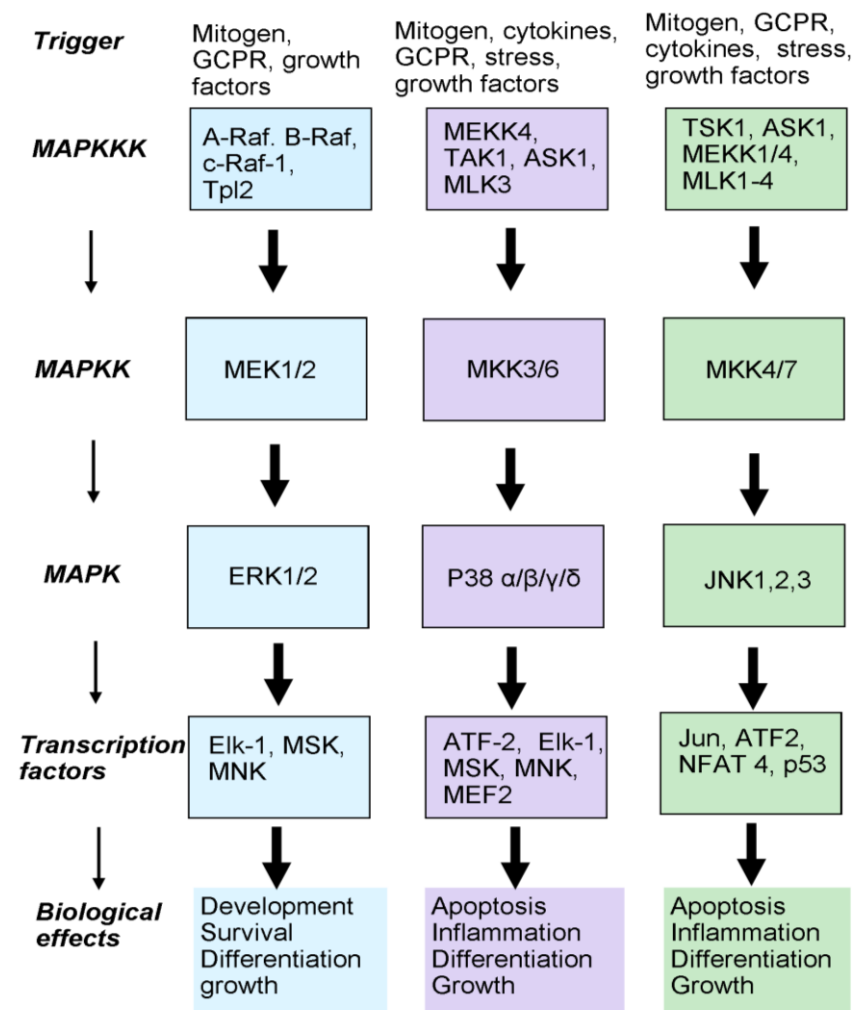 Trigger
Mitogen,
GCPR, growth
factors
Mitogen, cytokines,
GCPR, stress,
growth factors
Mitogen, GCPR,
cytokines, stress,
growth factors
MAPKKK
A-Raf. B-Raf,
c-Raf-1,
Tpl2
MEKK4,
TAK1, ASK1,
MLK3
TSK1, ASK1,
MEKK1/4,
MLK1-4
MAPKK
MEK1/2
MKK3/6
MKK4/7
MAPK
ERK1/2
P38 α/β/γ/δ
JNK1,2,3
Transcription
factors
Elk-1, MSK,
MNK
ATF-2, Elk-1,
MSK, MNK,
MEF2
Jun, ATF2,
NFAT 4, p53
Biological
effects
Development
Survival
Differentiation
growth
Apoptosis
Inflammation
Differentiation
Growth
Apoptosis
Inflammation
Differentiation
Growth